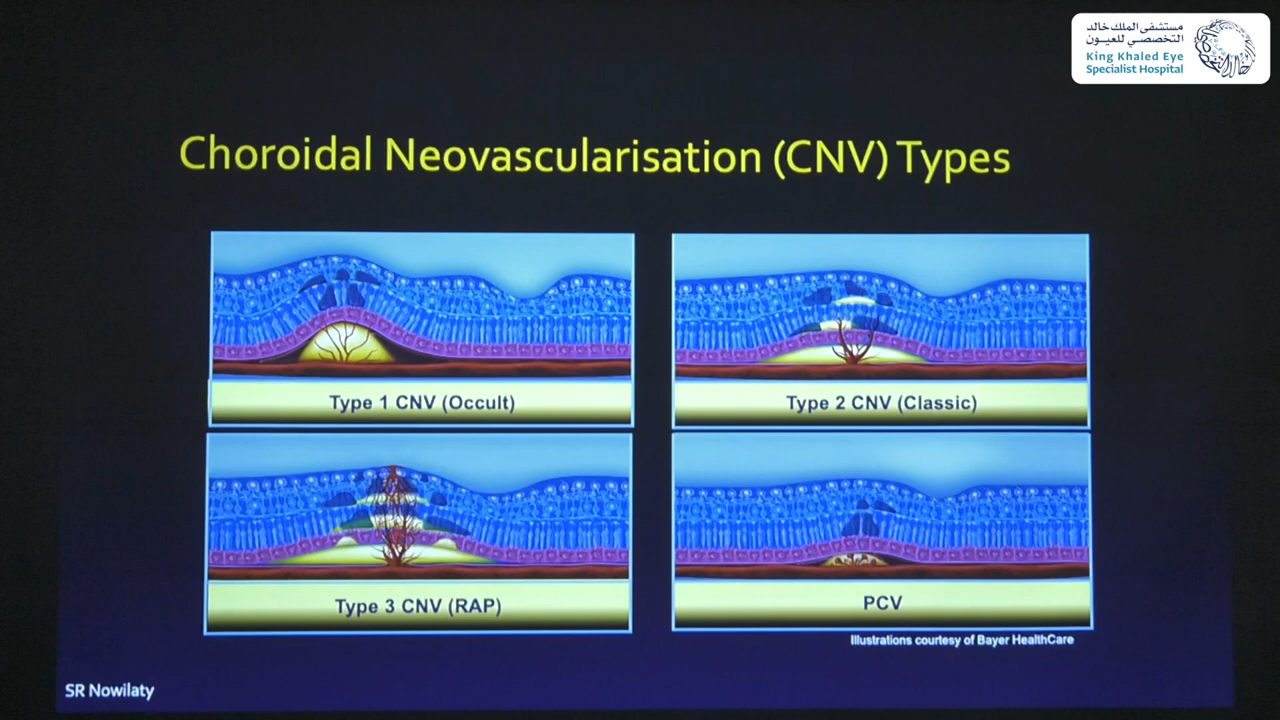 مستشفى الملك خالد
التخصصي للعيون
King Khaled Eye
Specialist Hospital
Choroidal Neovascularisation (CNV) Types
Type 1 CNV (Occult)
Type 2 CNV (Classic)
Type 3 CNV (RAP)
PCV
Illustrations courtesy of Bayer HealthCare
SR Nowilaty